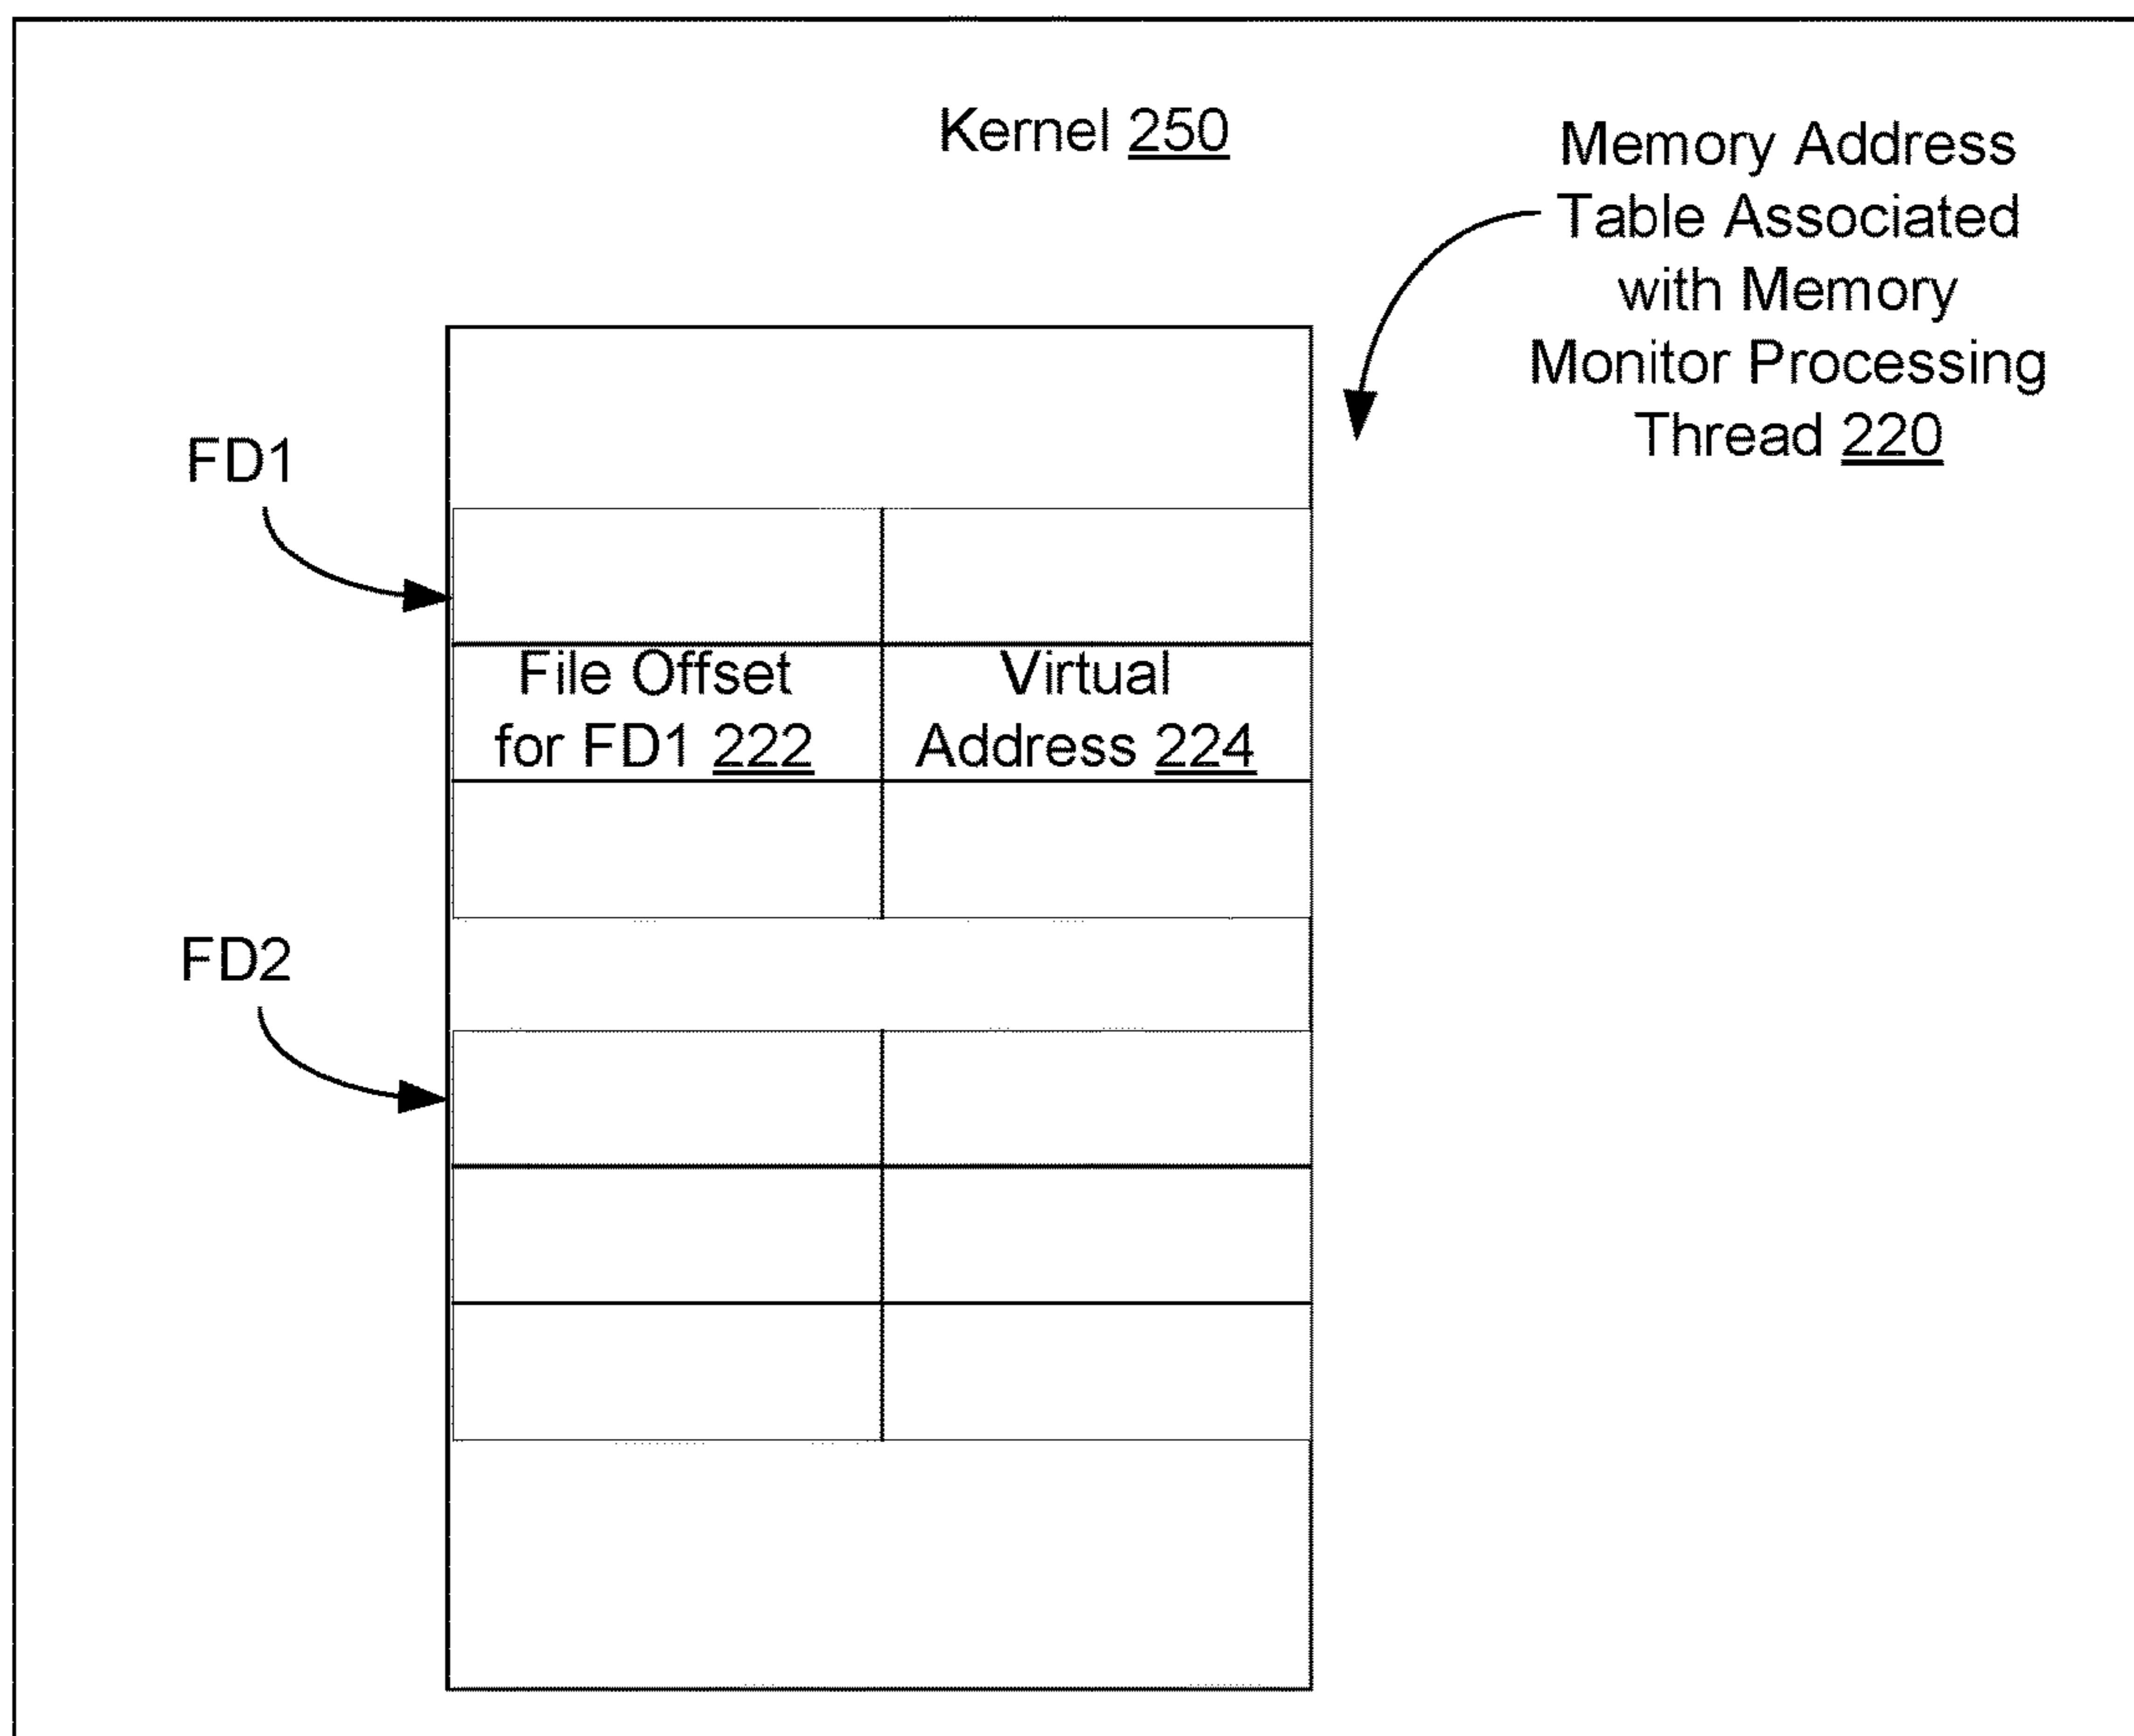 Kernel 250
Memory Address
Table Associated
with Memory
Monitor Processing
Thread 220
FD1
File Offset
for FD1 222
Virtual
Address 224
FD2